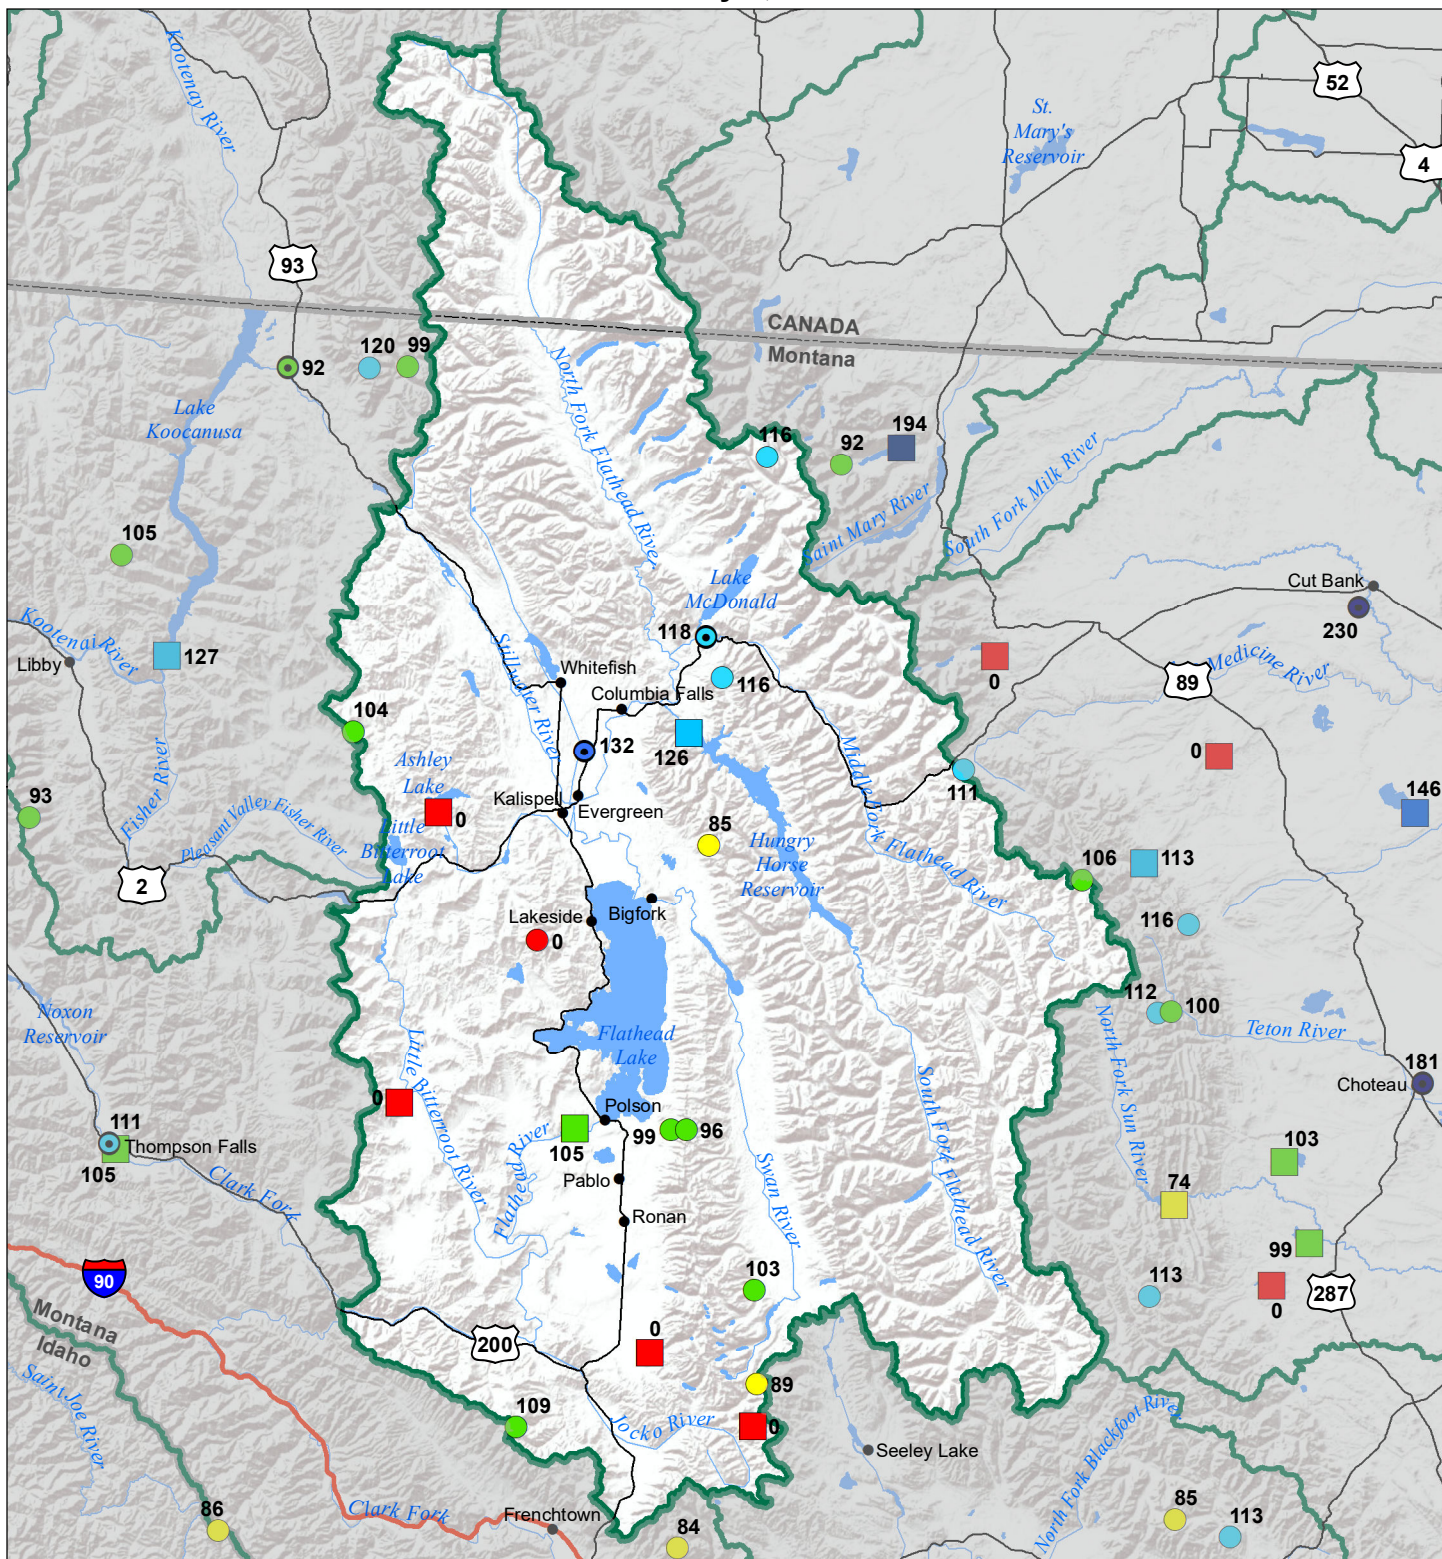 52
4
Kootenay River
St.
Mary's
Reservoir
93
CANADA
Montana
120
99
92
Lake
Koocanusa
North Fork Flathead River
116
92
194
Saint Mary River
South Fork Milk River
105
Lake
McDonald
Cut Bank
230
Kootenai River
Libby
127
118
Stillwater River
Whitefish
116
Columbia Falls
0
Medicine River
89
104
132
126
Ashley
Lake
0
Kalispell
Evergreen
Middle Fork Flathead River
111
0
146
93
Fisher River
Pleasant Valley Fisher River
Little
Bitterroot
Lake
85
Hungry
Horse
Reservoir
106
113
2
Lakeside
Bigfork
0
116
Noxon
Reservoir
112
100
North Fork Sun River
Teton River
Flathead
Lake
181
Choteau
Little Bitterroot River
0
South Fork Flathead River
Polson
111
Thompson Falls
105
105
99
96
Flathead River
Swan River
103
Clark Fork
Pablo
74
Ronan
99
90
103
113
0
287
Montana
Idaho
200
0
89
Saint Joe River
109
Jocko River
0
Seeley Lake
North Fork Blackfoot River
86
Clark Fork
Frenchtown
84
85
113